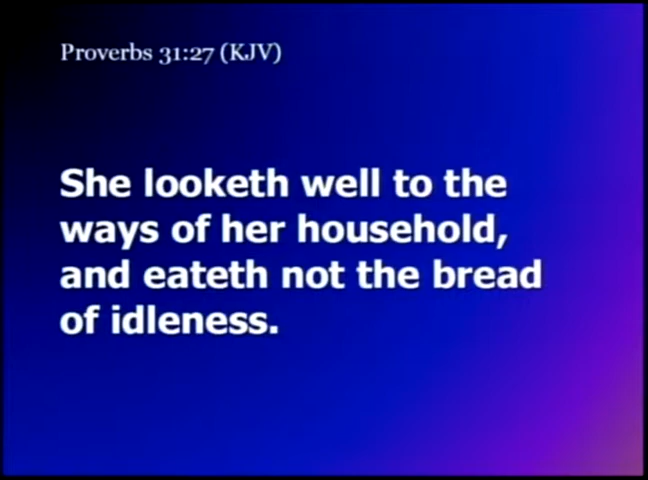 Proverbs 31:27 (KJV)
She looketh well to the
ways of her household,
and eateth not the bread
of idleness.